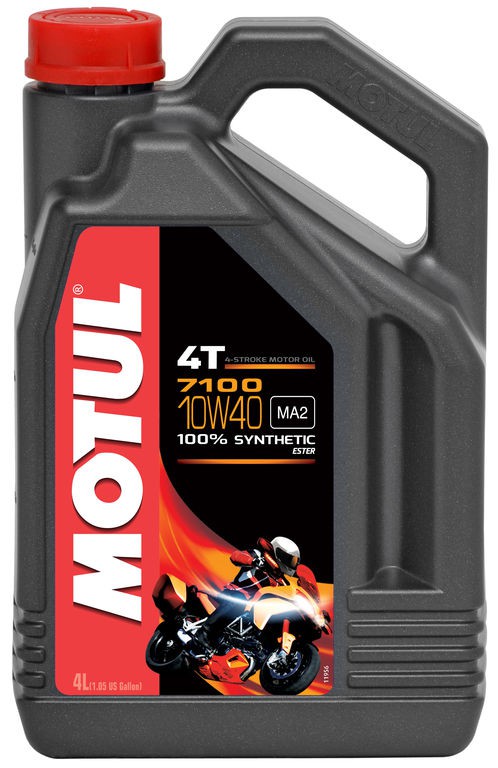 MOTUL
MOTUL®
4T 4-STROKE MOTOR OIL
7100
10W40 MA2
100% SYNTHETIC
ESTER
4L (1.05 US Gallon)
11956